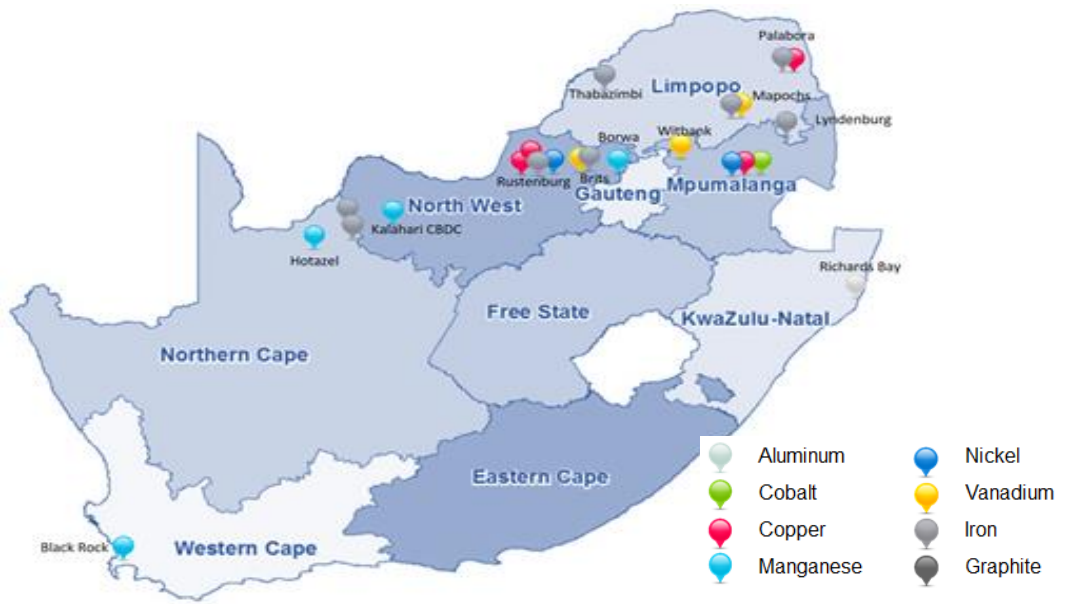 Palabora
Limpopo
Thabazimbi
Mapochs
Lyndenburg
Borwa
Witbank
Rustenburg
Brits
Gauteng
Mpumalanga
North West
Kalahari CBDC
Hotazel
Richards Bay
Free State
KwaZulu-Natal
Northern Cape
Eastern Cape
Black Rock
Western Cape
Aluminum
Nickel
Cobalt
Vanadium
Copper
Iron
Manganese
Graphite